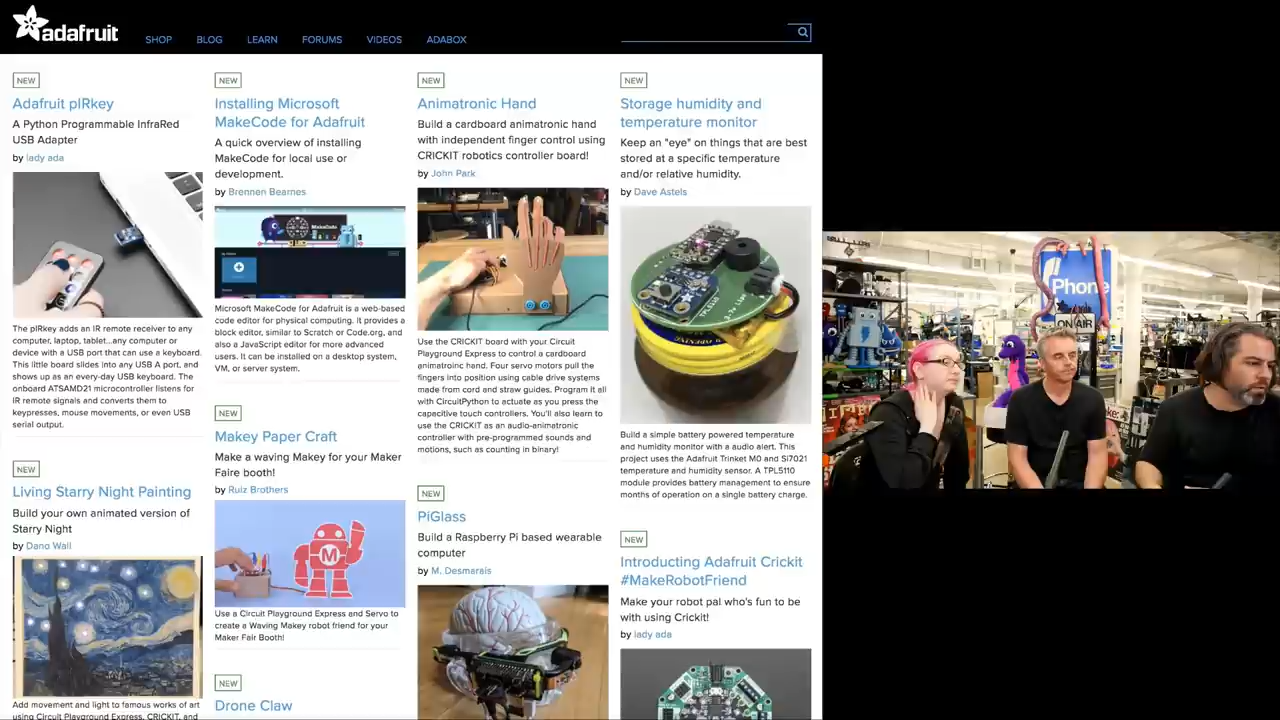 adafruit
SHOP
BLOG
LEARN
FORUMS
VIDEOS
ADABOX
NEW
Adafruit pIRkey
A Python Programmable InfraRed
USB Adapter
by lady ada
The pIRkey adds an IR remote receiver to any
computer, laptop, tablet...any computer or
device with a USB port that can use a keyboard.
This little board slides into any USB A port, and
shows up as an every-day USB keyboard. The
onboard ATSAMD21 microcontroller listens for
IR remote signals and converts them to
keypresses, mouse movements, or even USB
serial output.
NEW
Living Starry Night Painting
Build your own animated version of
Starry Night
by Dano Wall
Add movement and light to famous works of art
using Circuit Playground Express, CRICKIT, and
NEW
Installing Microsoft
MakeCode for Adafruit
A quick overview of installing
MakeCode for local use or
development.
by Brennen Bearnes
MakeCode
Microsoft MakeCode for Adafruit is a web-based
code editor for physical computing. It provides a
block editor, similar to Scratch or Code.org, and
also a JavaScript editor for more advanced
users. It can be installed on a desktop system,
VM, or server system.
NEW
Makey Paper Craft
Make a waving Makey for your Maker
Faire booth!
by Ruiz Brothers
M
Use a Circuit Playground Express and Servo to
create a Waving Makey robot friend for your
Maker Fair Booth!
NEW
Drone Claw
NEW
Animatronic Hand
Build a cardboard animatronic hand
with independent finger control using
CRICKIT robotics controller board!
by John Park
Use the CRICKIT board with your Circuit
Playground Express to control a cardboard
animatroinc hand. Four servo motors pull the
fingers into position using cable drive systems
made from cord and straw guides. Program it all
with CircuitPython to actuate as you press the
capacitive touch controllers. You'll also learn to
use the CRICKIT as an audio-animatronic
controller with pre-programmed sounds and
motions, such as counting in binary!
NEW
PiGlass
Build a Raspberry Pi based wearable
computer
by M. Desmarais
NEW
Storage humidity and
temperature monitor
Keep an "eye" on things that are best
stored at a specific temperature
and/or relative humidity.
by Dave Astels
Build a simple battery powered temperature
and humidity monitor with a audio alert. This
project uses the Adafruit Trinket M0 and Si7021
temperature and humidity sensor. A TPL5110
module provides battery management to ensure
months of operation on a single battery charge.
NEW
Introducing Adafruit Crickit
#MakeRobotFriend
Make your robot pal who's fun to be
with using Crickit!
by lady ada
Phone
ON AIR